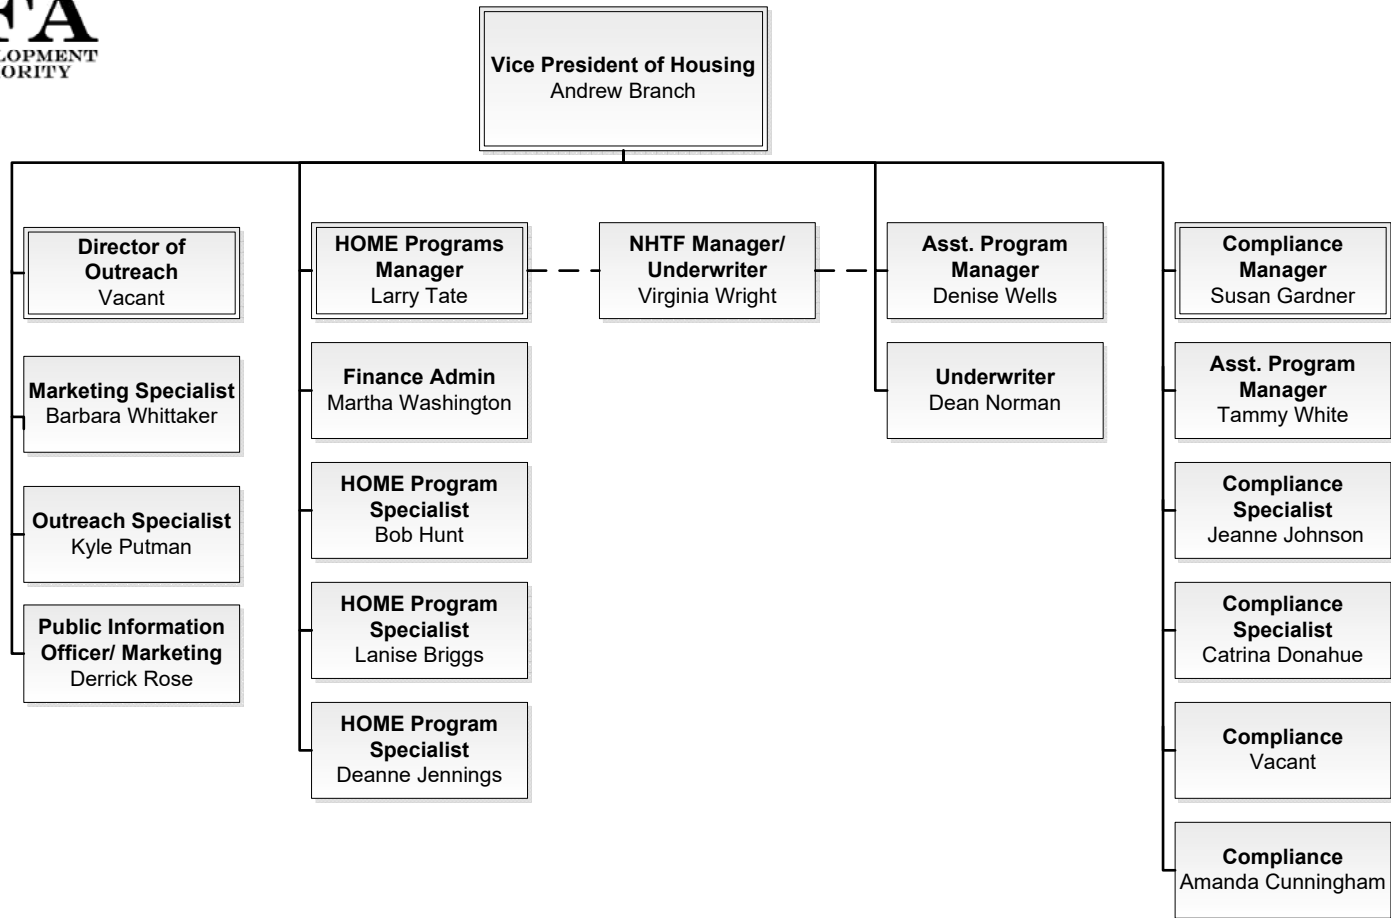 FA
LOPMENT
ORITY
Vice President of Housing
Andrew Branch
Director of
Outreach
Vacant
HOME Programs
Manager
Larry Tate
NHTF Manager/
Underwriter
Virginia Wright
Asst. Program
Manager
Denise Wells
Compliance
Manager
Susan Gardner
Marketing Specialist
Barbara Whittaker
Finance Admin
Martha Washington
Underwriter
Dean Norman
Asst. Program
Manager
Tammy White
Outreach Specialist
Kyle Putman
HOME Program
Specialist
Bob Hunt
Compliance
Specialist
Jeanne Johnson
Public Information
Officer/ Marketing
Derrick Rose
HOME Program
Specialist
Lanise Briggs
Compliance
Specialist
Catrina Donahue
HOME Program
Specialist
Deanne Jennings
Compliance
Vacant
Compliance
Amanda Cunningham